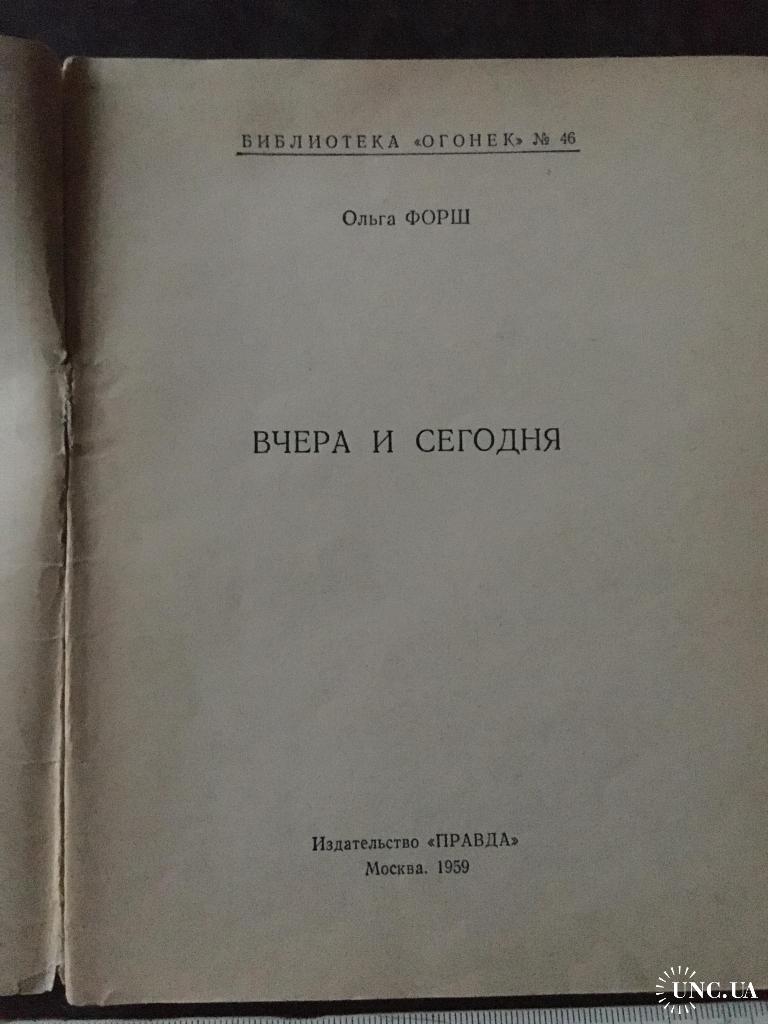 БИБЛИОТЕКА «ОГОНЕК» № 46
Ольга ФОРШ
ВЧЕРА И СЕГОДНЯ
Издательство «ПРАВДА»
Москва. 1959
UNC.UA